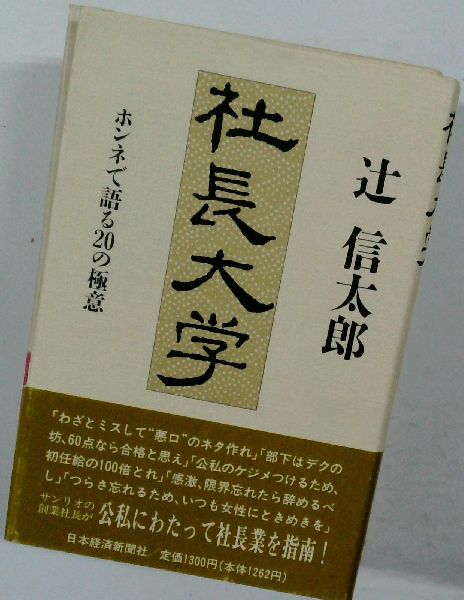 社長大学
辻 信太郎
ホンネで語る20の極意
社長大学
「わざとミスして“悪口”のネタ作れ」「部下はデクの
坊、60点なら合格と思え」「公私のケジメつけるため、
初任給の100倍とれ」「感激、限界忘れたら辞めるべ
し」「つらさ忘れるため、いつも女性にときめきを」
サンリオの
創業社長が
公私にわたって社長業を指南！
日本経済新聞社／定価1300円(本体1262円)